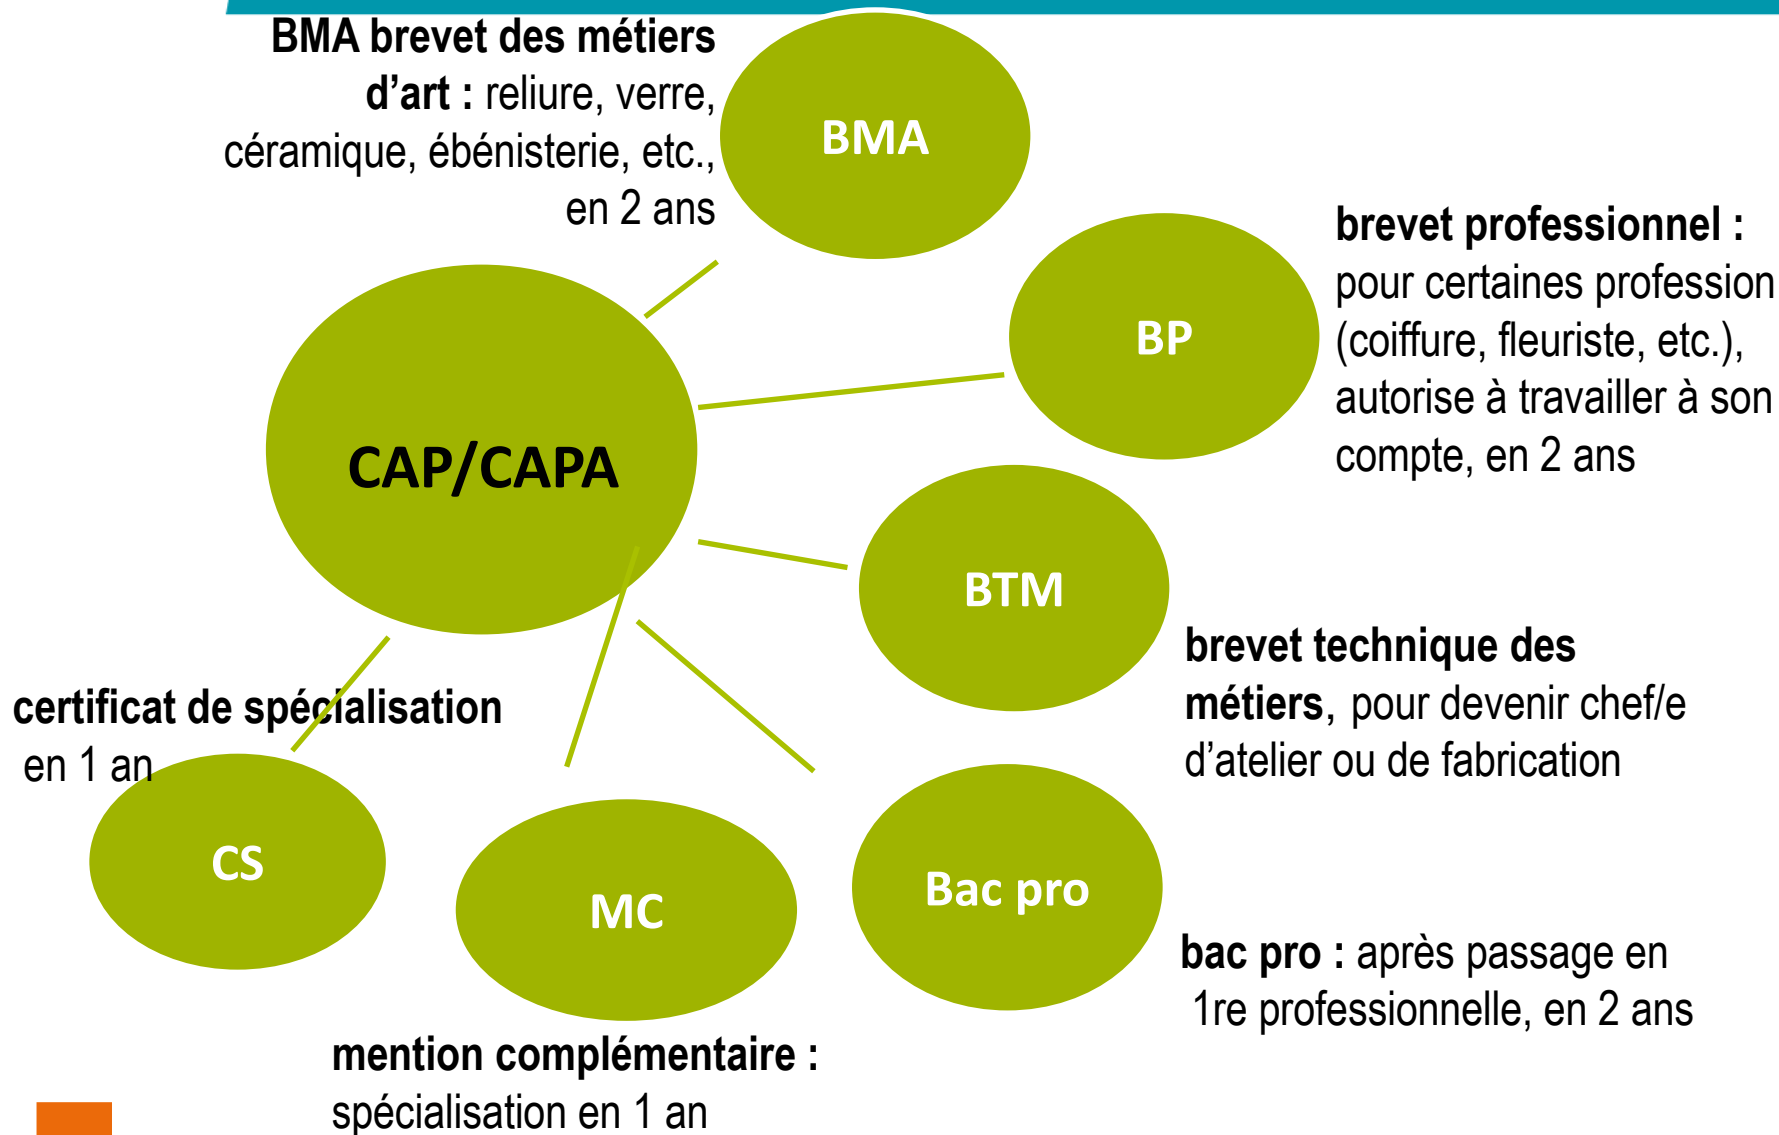 BMA brevet des métiers
d’art : reliure, verre,
céramique, ébénisterie, etc.,
en 2 ans
BMA
brevet professionnel :
pour certaines profession
(coiffure, fleuriste, etc.),
autorise à travailler à son
compte, en 2 ans
BP
CAP/CAPA
BTM
brevet technique des
métiers, pour devenir chef/e
d’atelier ou de fabrication
certificat de spécialisation
en 1 an
CS
MC
Bac pro
bac pro : après passage en
1re professionnelle, en 2 ans
mention complémentaire :
spécialisation en 1 an